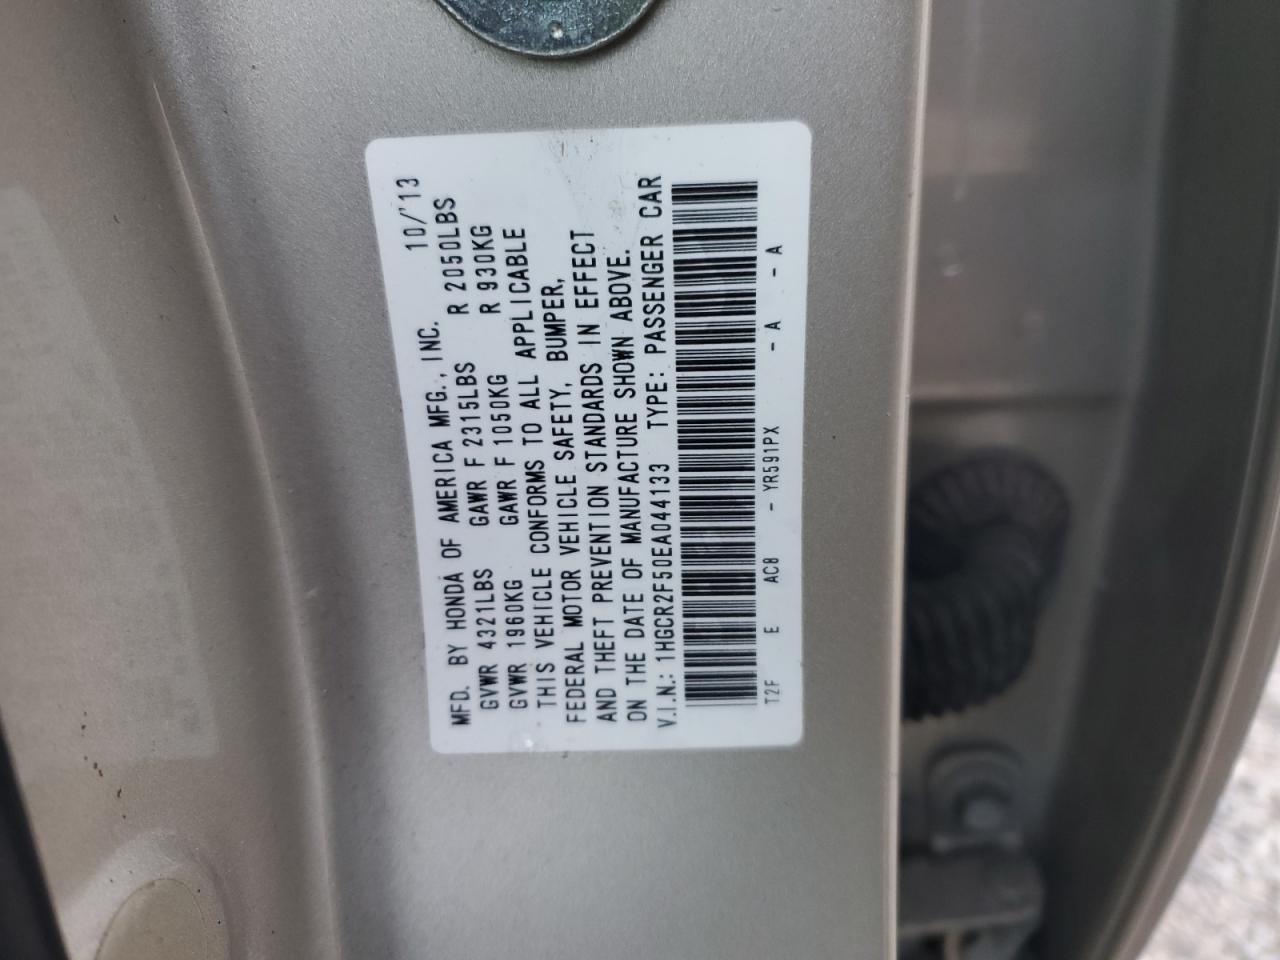 MFD. BY HONDA OF AMERICA MFG., INC. 10/'13
GVWR 4321LBS GAWR F 2315LBS R 2050LBS
GVWR 1960KG GAWR F 1050KG R 930KG
THIS VEHICLE CONFORMS TO ALL APPLICABLE
FEDERAL MOTOR VEHICLE SAFETY, BUMPER,
AND THEFT PREVENTION STANDARDS IN EFFECT
ON THE DATE OF MANUFACTURE SHOWN ABOVE.
V.I.N.: 1HGCR2F50EA044133 TYPE: PASSENGER CAR
T2F E AC8 - YR591PX - A - A